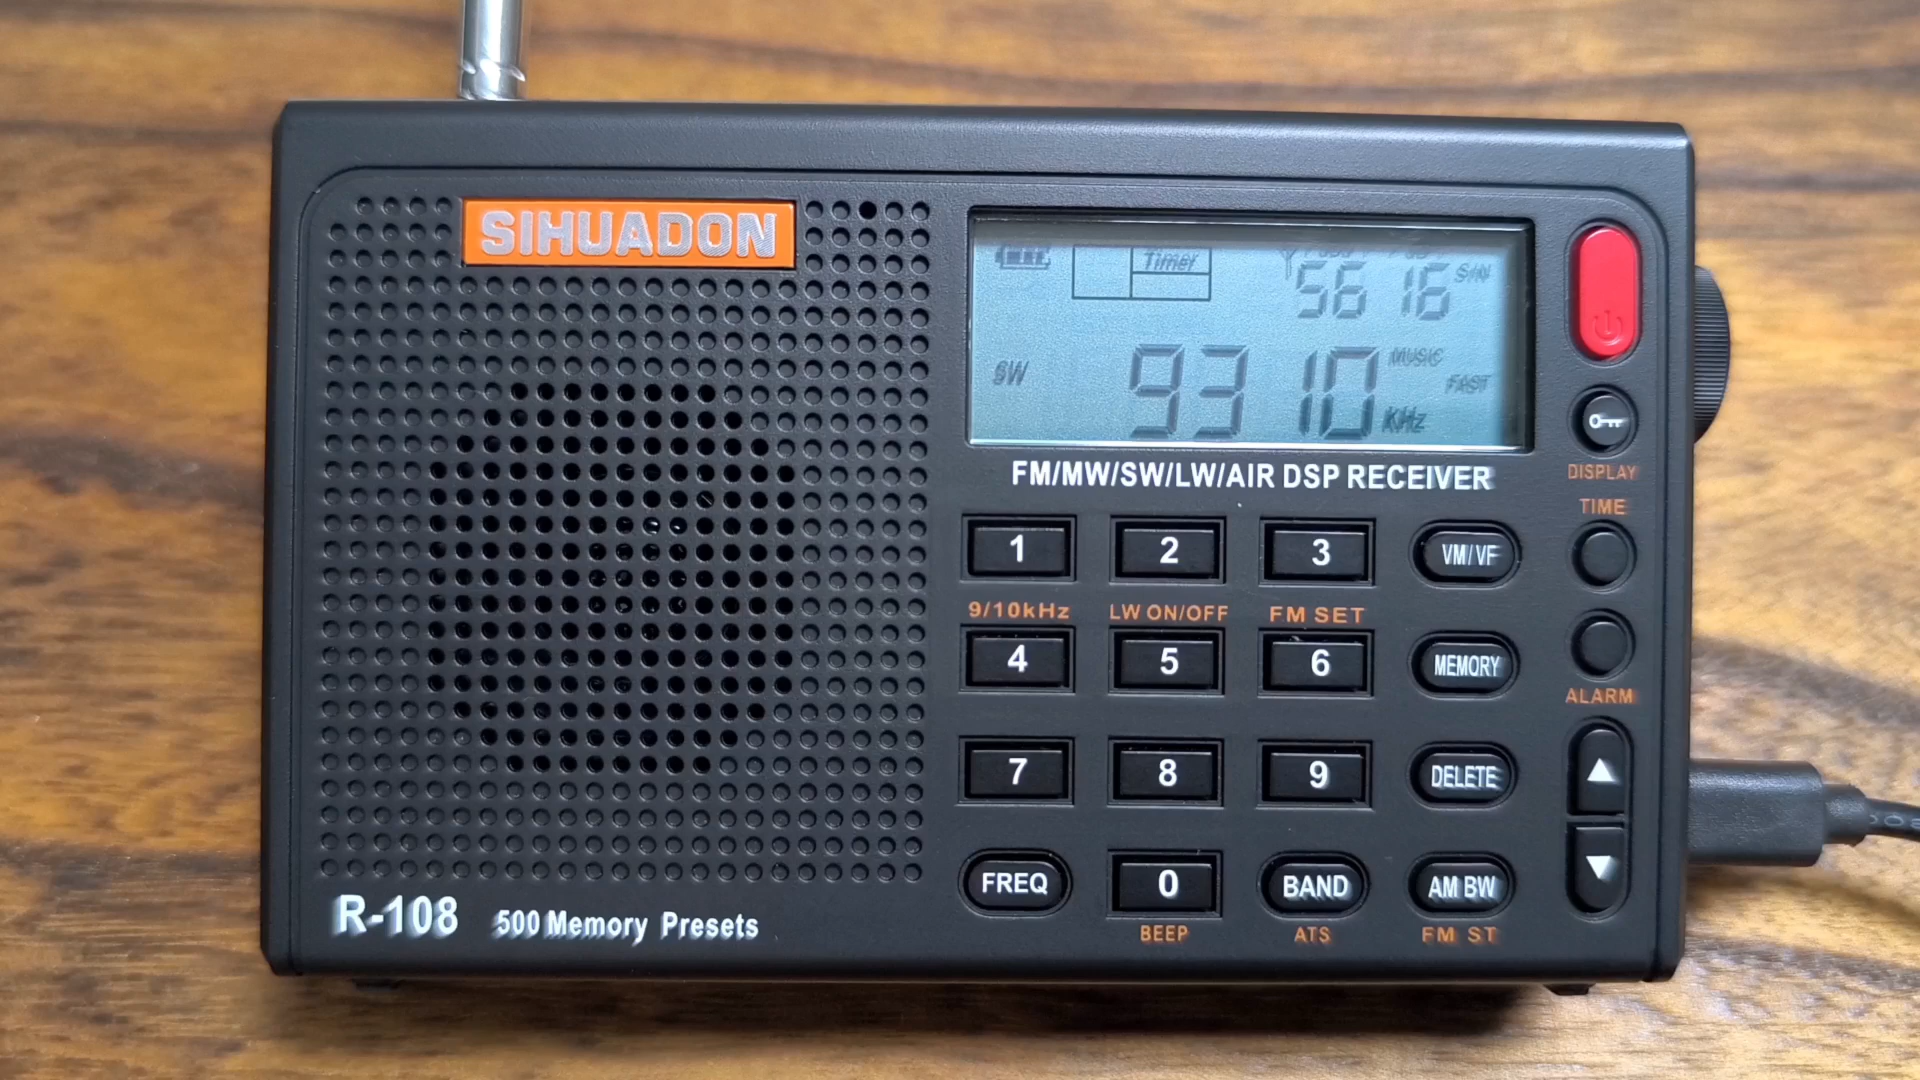 SIHUADON
Timer
56 16 S/N
SW 9310 MUSIC
FAST
KHz
FM/MW/SW/LW/AIR DSP RECEIVER
DISPLAY
TIME
1 2 3 VM/VF
9/10kHz LW ON/OFF FM SET
4 5 6 MEMORY
ALARM
7 8 9 DELETE
FREQ 0 BAND AM BW
BEEP ATS FM ST
R-108 500 Memory Presets